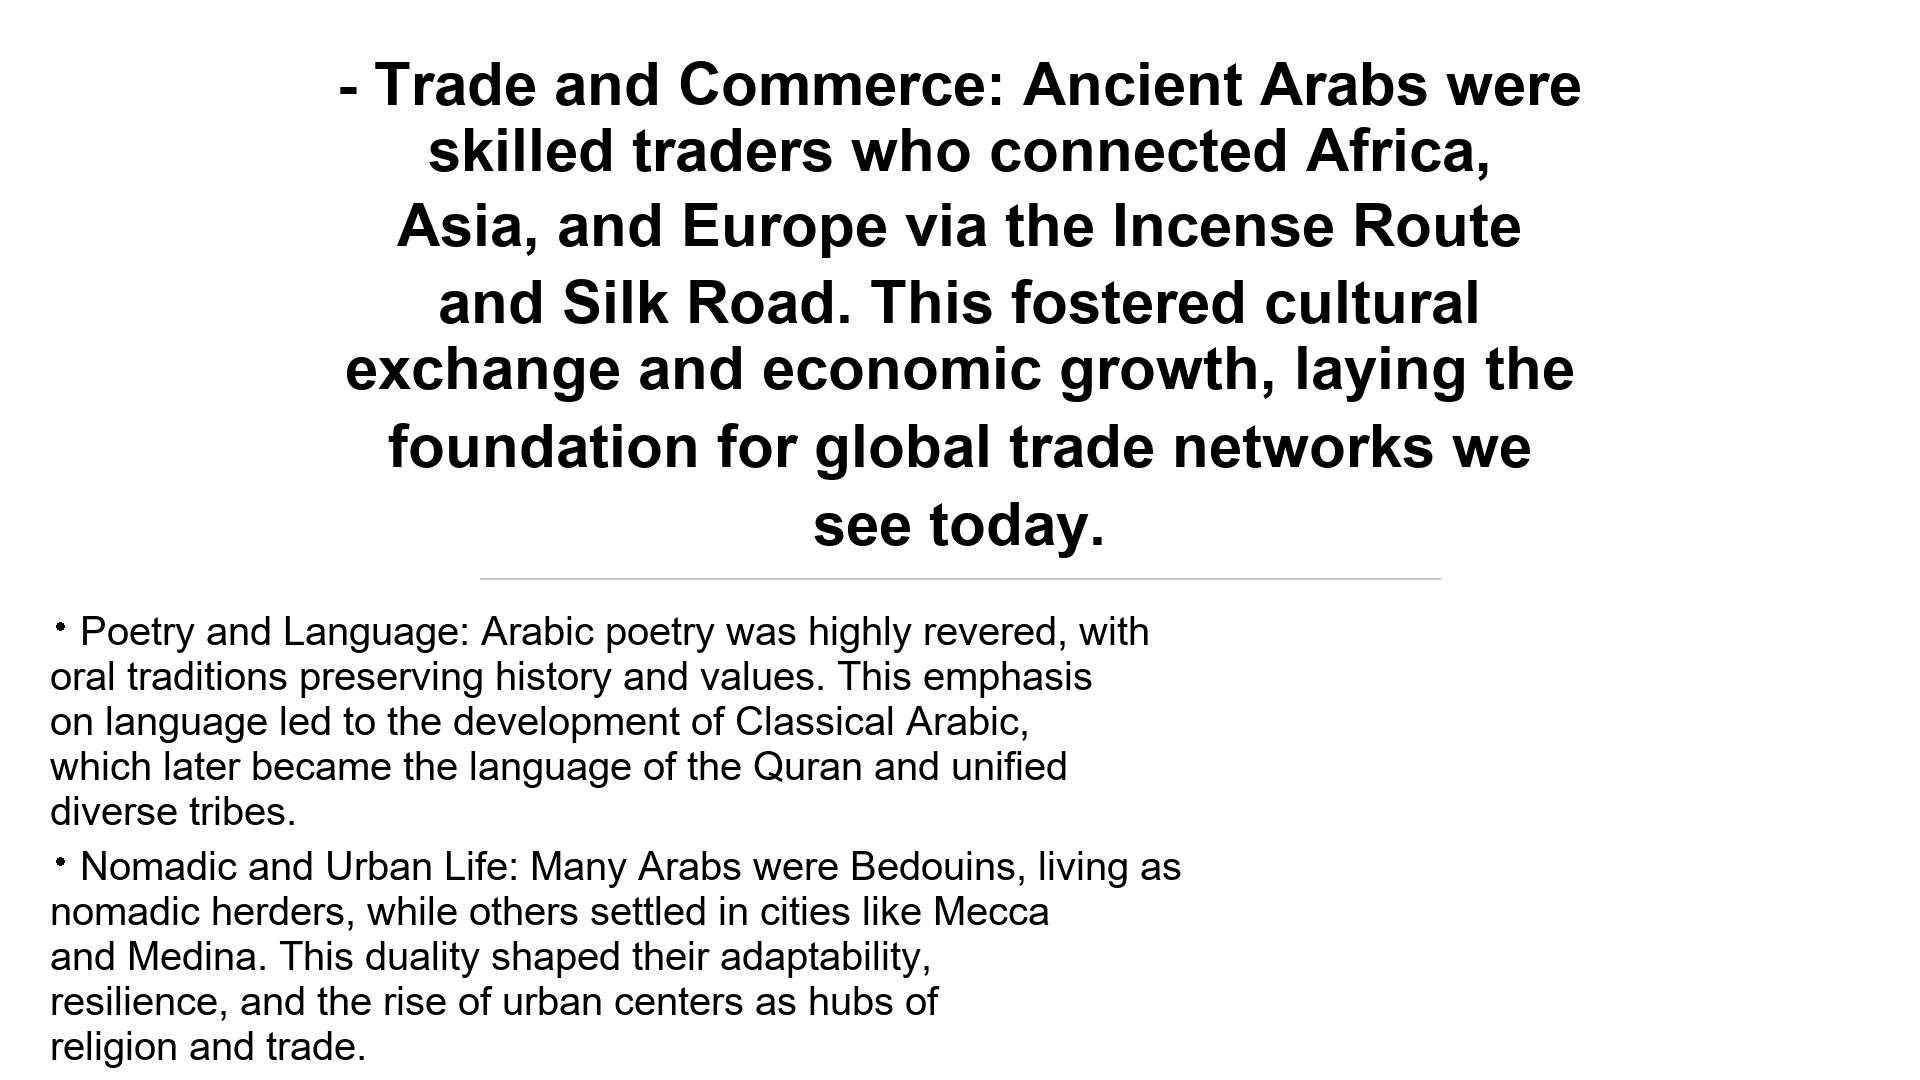 - Trade and Commerce: Ancient Arabs were
skilled traders who connected Africa,
Asia, and Europe via the Incense Route
and Silk Road. This fostered cultural
exchange and economic growth, laying the
foundation for global trade networks we
see today.
• Poetry and Language: Arabic poetry was highly revered, with
oral traditions preserving history and values. This emphasis
on language led to the development of Classical Arabic,
which later became the language of the Quran and unified
diverse tribes.
• Nomadic and Urban Life: Many Arabs were Bedouins, living as
nomadic herders, while others settled in cities like Mecca
and Medina. This duality shaped their adaptability,
resilience, and the rise of urban centers as hubs of
religion and trade.